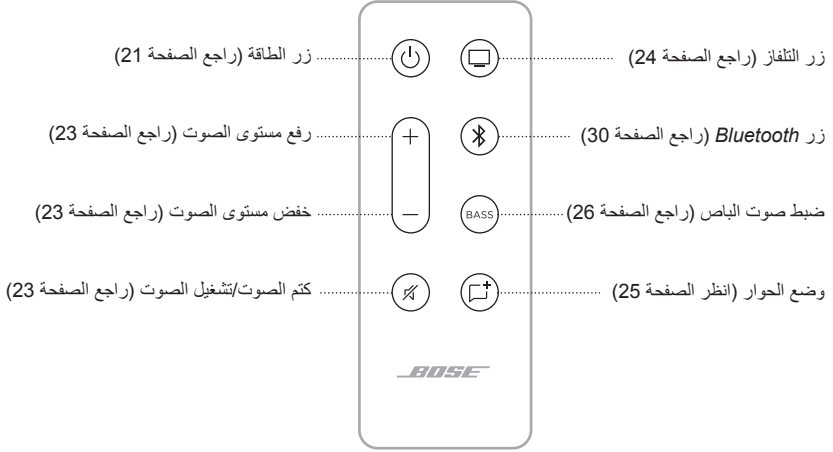 زر الطاقة (راجع الصفحة 21)
زر التلفاز (راجع الصفحة 24)
رفع مستوى الصوت (راجع الصفحة 23)
زر Bluetooth (راجع الصفحة 30)
خفض مستوى الصوت (راجع الصفحة 23)
BASS
ضبط صوت الباص (راجع الصفحة 26)
كتم الصوت/تشغيل الصوت (راجع الصفحة 23)
وضع الحوار (انظر الصفحة 25)
BOSE